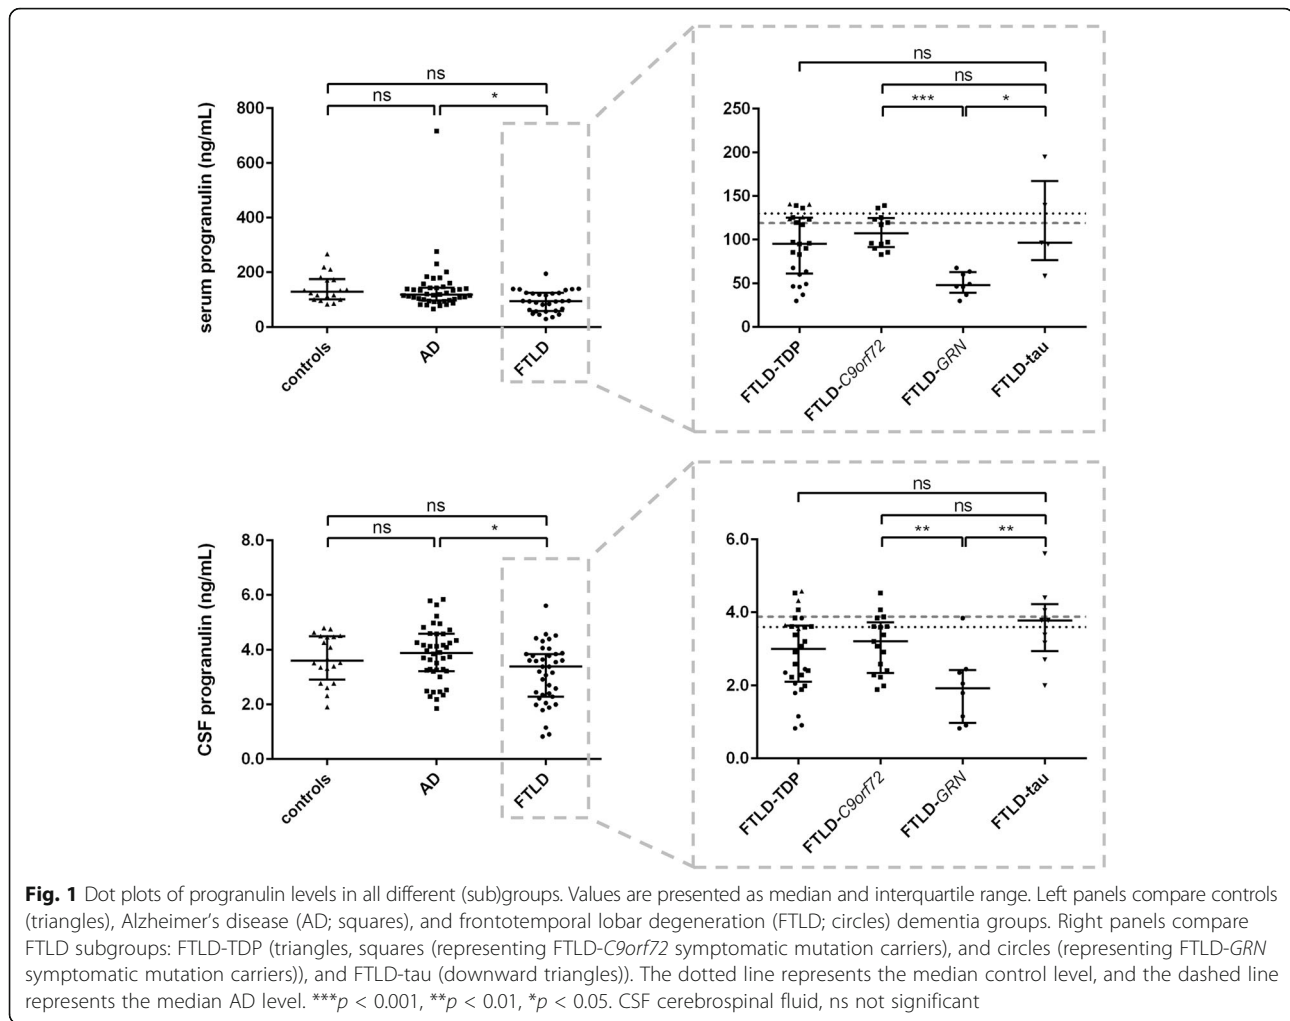 ns
ns
*
800
600
400
200
0
serum progranulin (ng/mL)
controls
AD
FTLD
ns
ns
***
*
250
200
150
100
50
0
FTLD-TDP
FTLD-C9orf72
FTLD-GRN
FTLD-tau
ns
ns
*
8.0
6.0
4.0
2.0
0.0
CSF progranulin (ng/mL)
controls
AD
FTLD
ns
ns
**
**
6.0
4.0
2.0
0.0
FTLD-TDP
FTLD-C9orf72
FTLD-GRN
FTLD-tau
Fig. 1 Dot plots of progranulin levels in all different (sub)groups. Values are presented as median and interquartile range. Left panels compare controls
(triangles), Alzheimer's disease (AD; squares), and frontotemporal lobar degeneration (FTLD; circles) dementia groups. Right panels compare
FTLD subgroups: FTLD-TDP (triangles, squares (representing FTLD-C9orf72 symptomatic mutation carriers), and circles (representing FTLD-GRN
symptomatic mutation carriers)), and FTLD-tau (downward triangles)). The dotted line represents the median control level, and the dashed line
represents the median AD level. ***p < 0.001, **p < 0.01, *p < 0.05. CSF cerebrospinal fluid, ns not significant